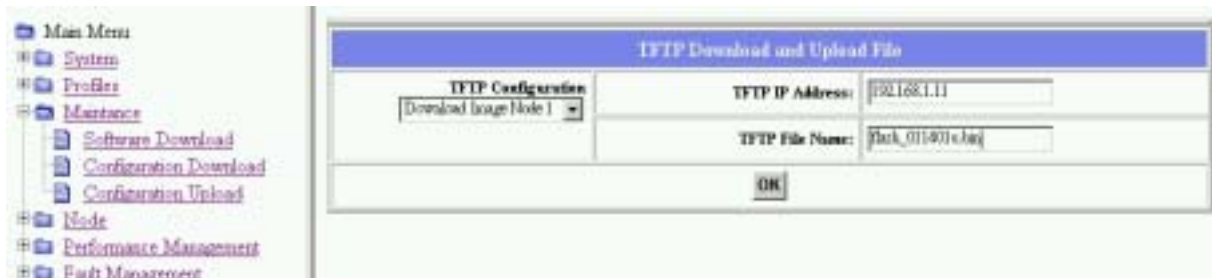 Main Menu
System
Profiles
Maintance
Software Download
Configuration Download
Configuration Upload
Node
Performance Management
Fault Management
TFTP Download and Upload File
TFTP Configuration
Download Image Node 1
TFTP IP Address:
192.168.1.11
TFTP File Name:
OK